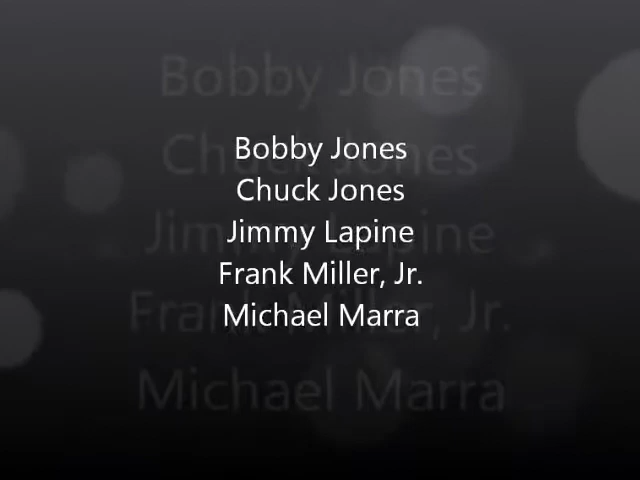 Bobby Jones
Chuck Jones
Jimmy Lapine
Frank Miller, Jr.
Michael Marra